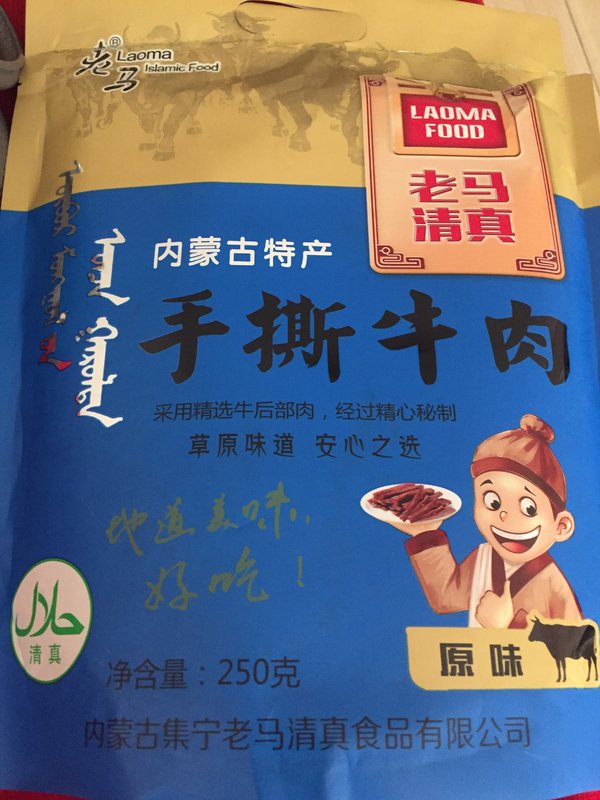 老马®
Laoma
Islamic Food
LAOMA
FOOD
老马
清真
内蒙古特产
手撕牛肉
采用精选牛后部肉，经过精心秘制
草原味道 安心之选
地道美味，
好吃！
حلال
清真
原味
净含量：250克
内蒙古集宁老马清真食品有限公司